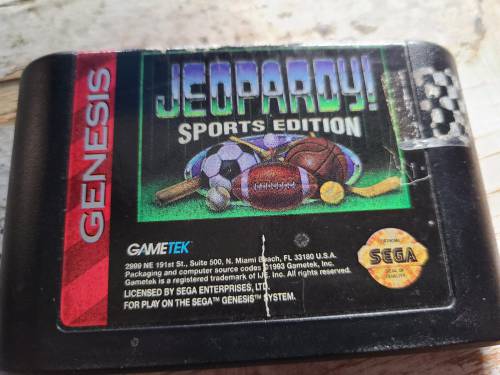 GENESIS
JEOPARDY!
SPORTS EDITION
GAMETEK
2999 NE 191st St., Suite 500, N. Miami Beach, FL 33180 U.S.A.
Packaging and computer source codes ©1993 Gametek, Inc.
Gametek is a registered trademark of IJE, Inc. All rights reserved.
LICENSED BY SEGA ENTERPRISES, LTD.
FOR PLAY ON THE SEGA™ GENESIS™ SYSTEM.
SEGA